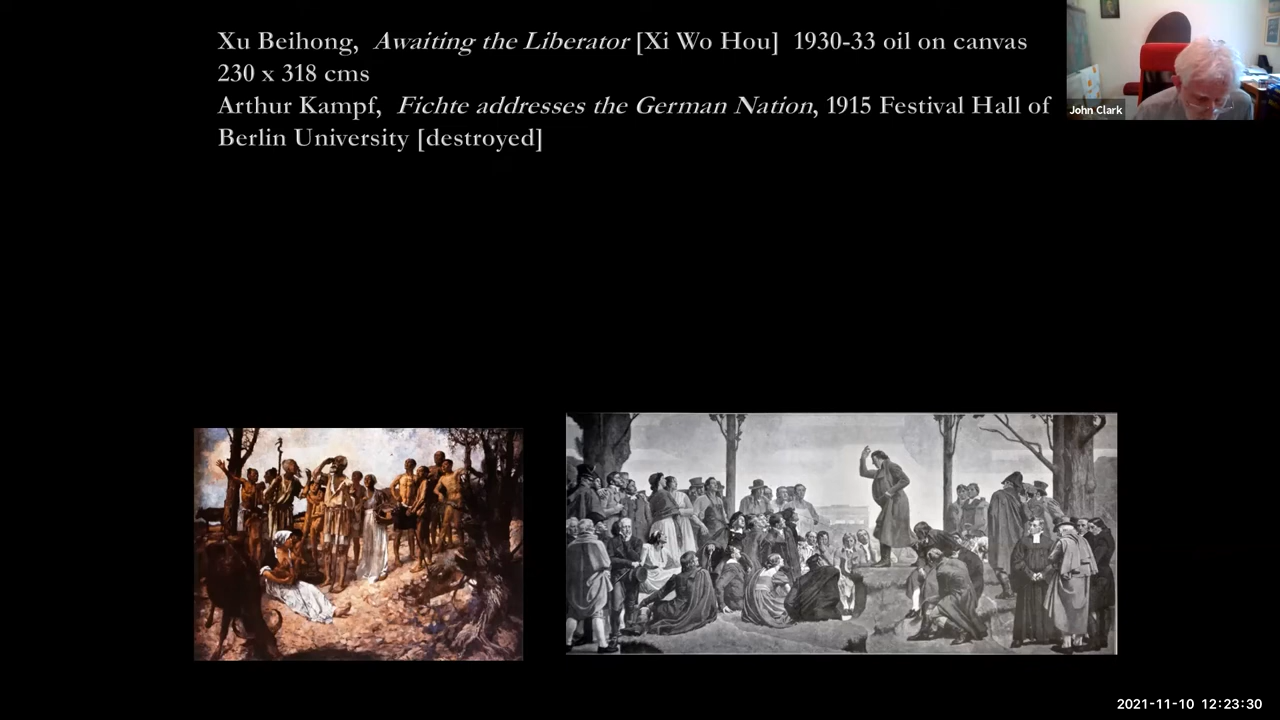 Xu Beihong, Awaiting the Liberator [Xi Wo Hou] 1930-33 oil on canvas
230 x 318 cms
Arthur Kampf, Fichte addresses the German Nation, 1915 Festival Hall of
Berlin University [destroyed]
John Clark
2021-11-10 12:23:30